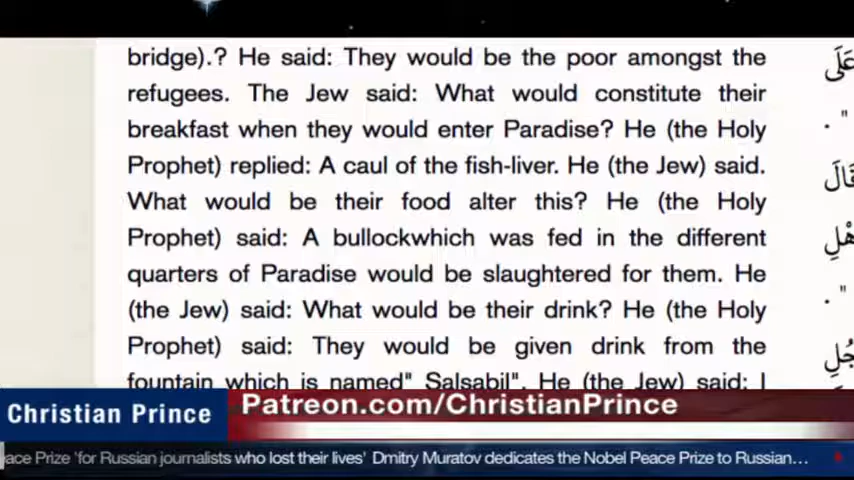 bridge).? He said: They would be the poor amongst the
refugees. The Jew said: What would constitute their
breakfast when they would enter Paradise? He (the Holy
Prophet) replied: A caul of the fish-liver. He (the Jew) said.
What would be their food alter this? He (the Holy
Prophet) said: A bullockwhich was fed in the different
quarters of Paradise would be slaughtered for them. He
(the Jew) said: What would be their drink? He (the Holy
Prophet) said: They would be given drink from the
fountain which is named" Salsabil". He (the Jew) said: I
عَلَى
. "
قَالَ
. "
Christian Prince
Patreon.com/ChristianPrince
ace Prize 'for Russian journalists who lost their lives' Dmitry Muratov dedicates the Nobel Peace Prize to Russian…